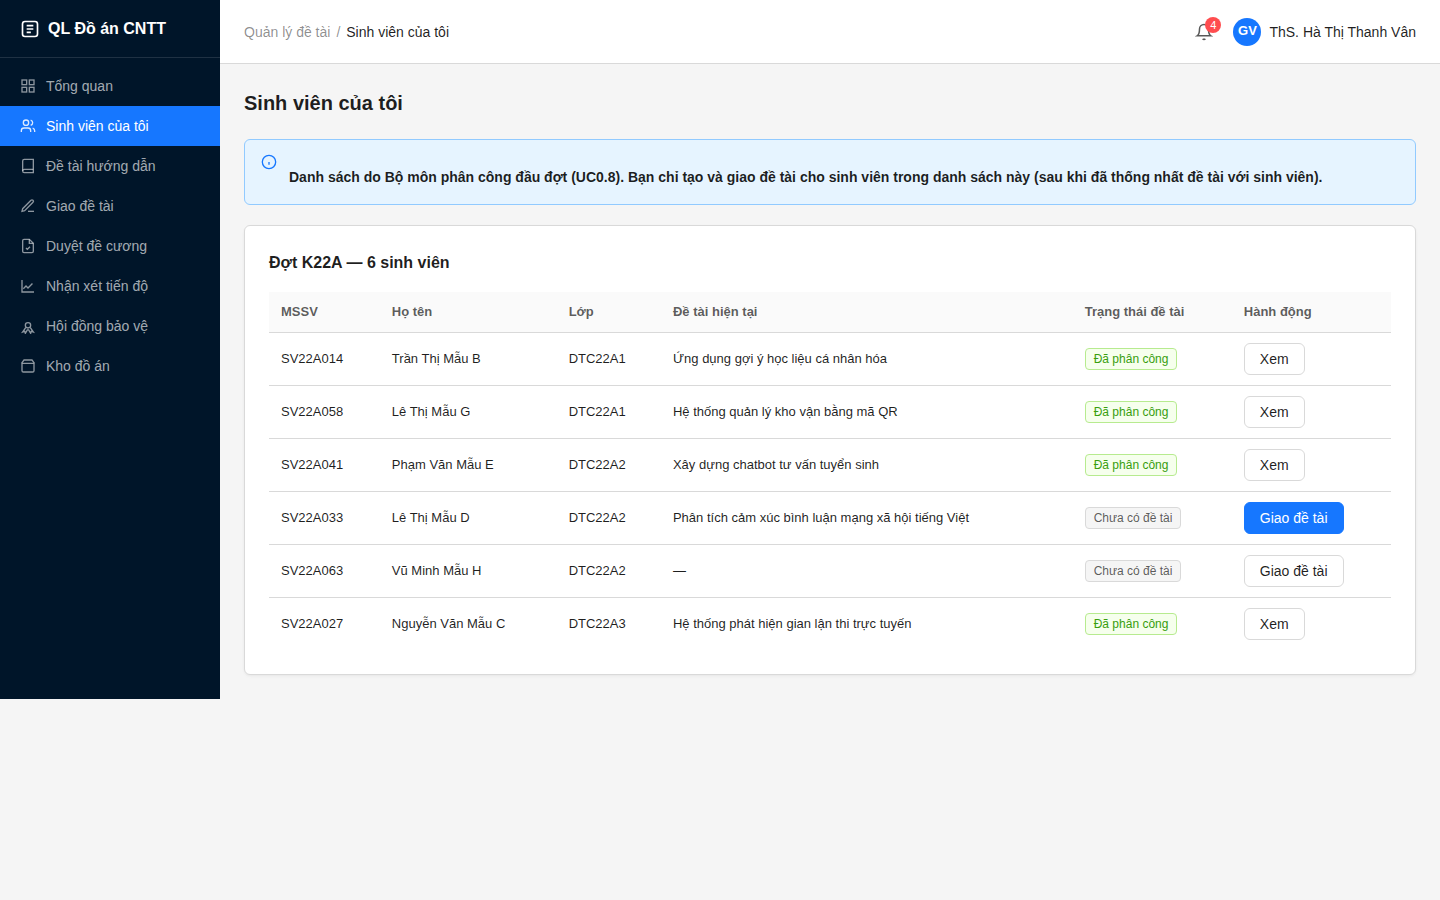 QL Đồ án CNTT
Tổng quan
Sinh viên của tôi
Đề tài hướng dẫn
Giao đề tài
Duyệt đề cương
Nhận xét tiến độ
Hội đồng bảo vệ
Kho đồ án
Quản lý đề tài / Sinh viên của tôi
4
GV ThS. Hà Thị Thanh Vân
Sinh viên của tôi
Danh sách do Bộ môn phân công đầu đợt (UC0.8). Bạn chỉ tạo và giao đề tài cho sinh viên trong danh sách này (sau khi đã thống nhất đề tài với sinh viên).
Đợt K22A — 6 sinh viên
MSSV Họ tên Lớp Đề tài hiện tại Trạng thái đề tài Hành động
SV22A014 Trần Thị Mẫu B DTC22A1 Ứng dụng gợi ý học liệu cá nhân hóa Đã phân công Xem
SV22A058 Lê Thị Mẫu G DTC22A1 Hệ thống quản lý kho vận bằng mã QR Đã phân công Xem
SV22A041 Phạm Văn Mẫu E DTC22A2 Xây dựng chatbot tư vấn tuyển sinh Đã phân công Xem
SV22A033 Lê Thị Mẫu D DTC22A2 Phân tích cảm xúc bình luận mạng xã hội tiếng Việt Chưa có đề tài Giao đề tài
SV22A063 Vũ Minh Mẫu H DTC22A2 — Chưa có đề tài Giao đề tài
SV22A027 Nguyễn Văn Mẫu C DTC22A3 Hệ thống phát hiện gian lận thi trực tuyến Đã phân công Xem